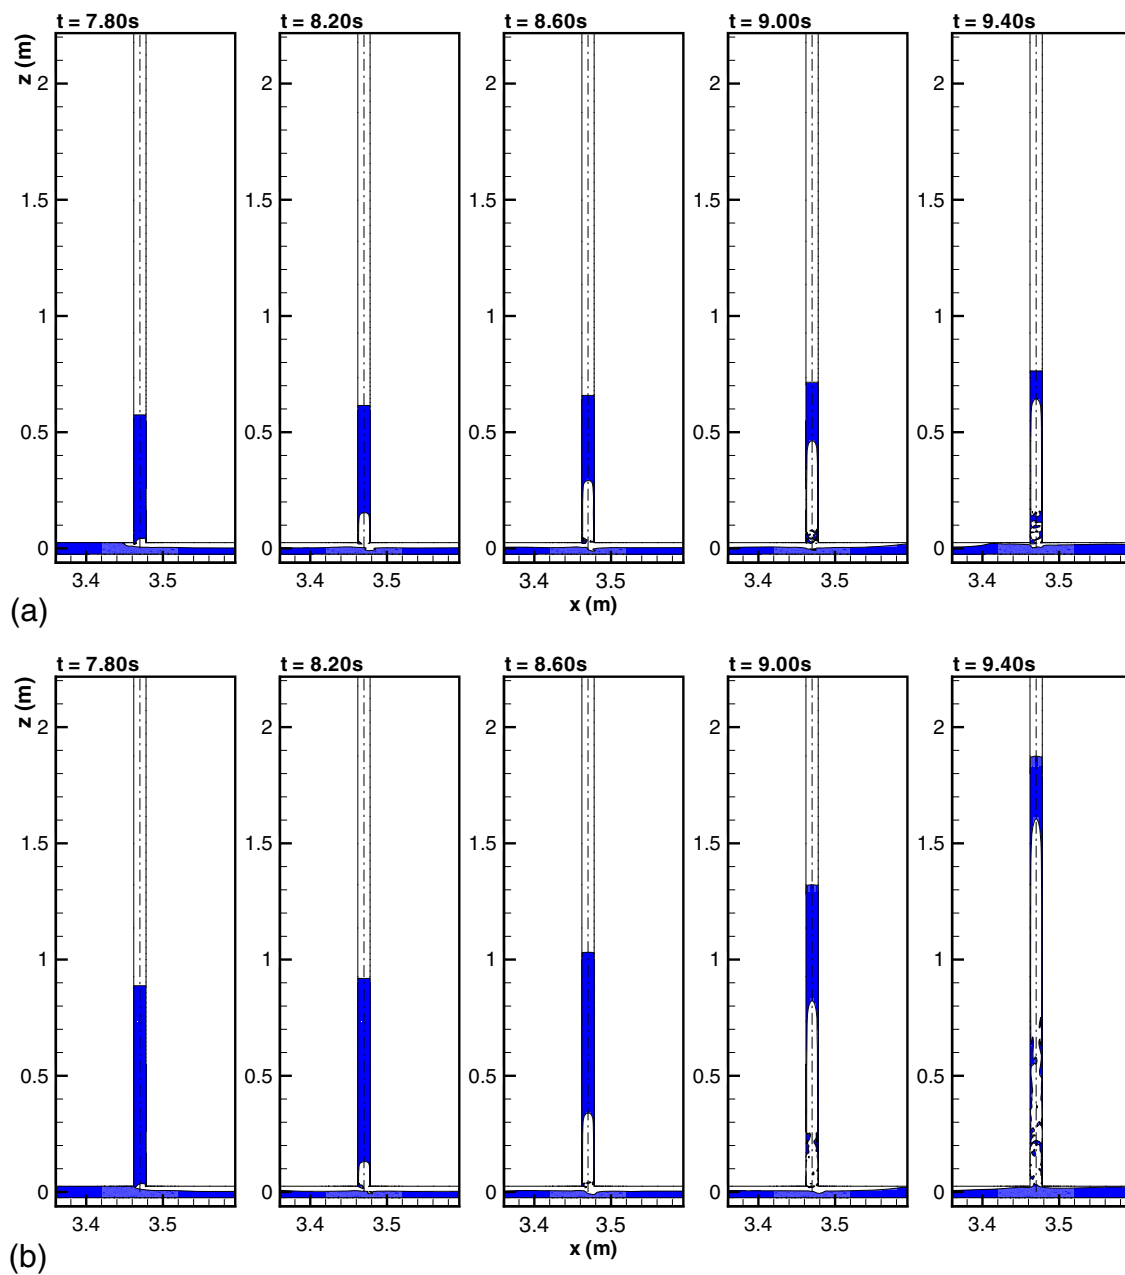 t = 7.80s t = 8.20s t = 8.60s t = 9.00s t = 9.40s
z (m)
2 2 2 2 2
1.5 1.5 1.5 1.5 1.5
1 1 1 1 1
0.5 0.5 0.5 0.5 0.5
0 0 0 0 0
3.4 3.5 3.4 3.5 3.4 3.5 3.4 3.5 3.4 3.5
x (m)
(a)
t = 7.80s t = 8.20s t = 8.60s t = 9.00s t = 9.40s
z (m)
2 2 2 2 2
1.5 1.5 1.5 1.5 1.5
1 1 1 1 1
0.5 0.5 0.5 0.5 0.5
0 0 0 0 0
3.4 3.5 3.4 3.5 3.4 3.5 3.4 3.5 3.4 3.5
x (m)
(b)